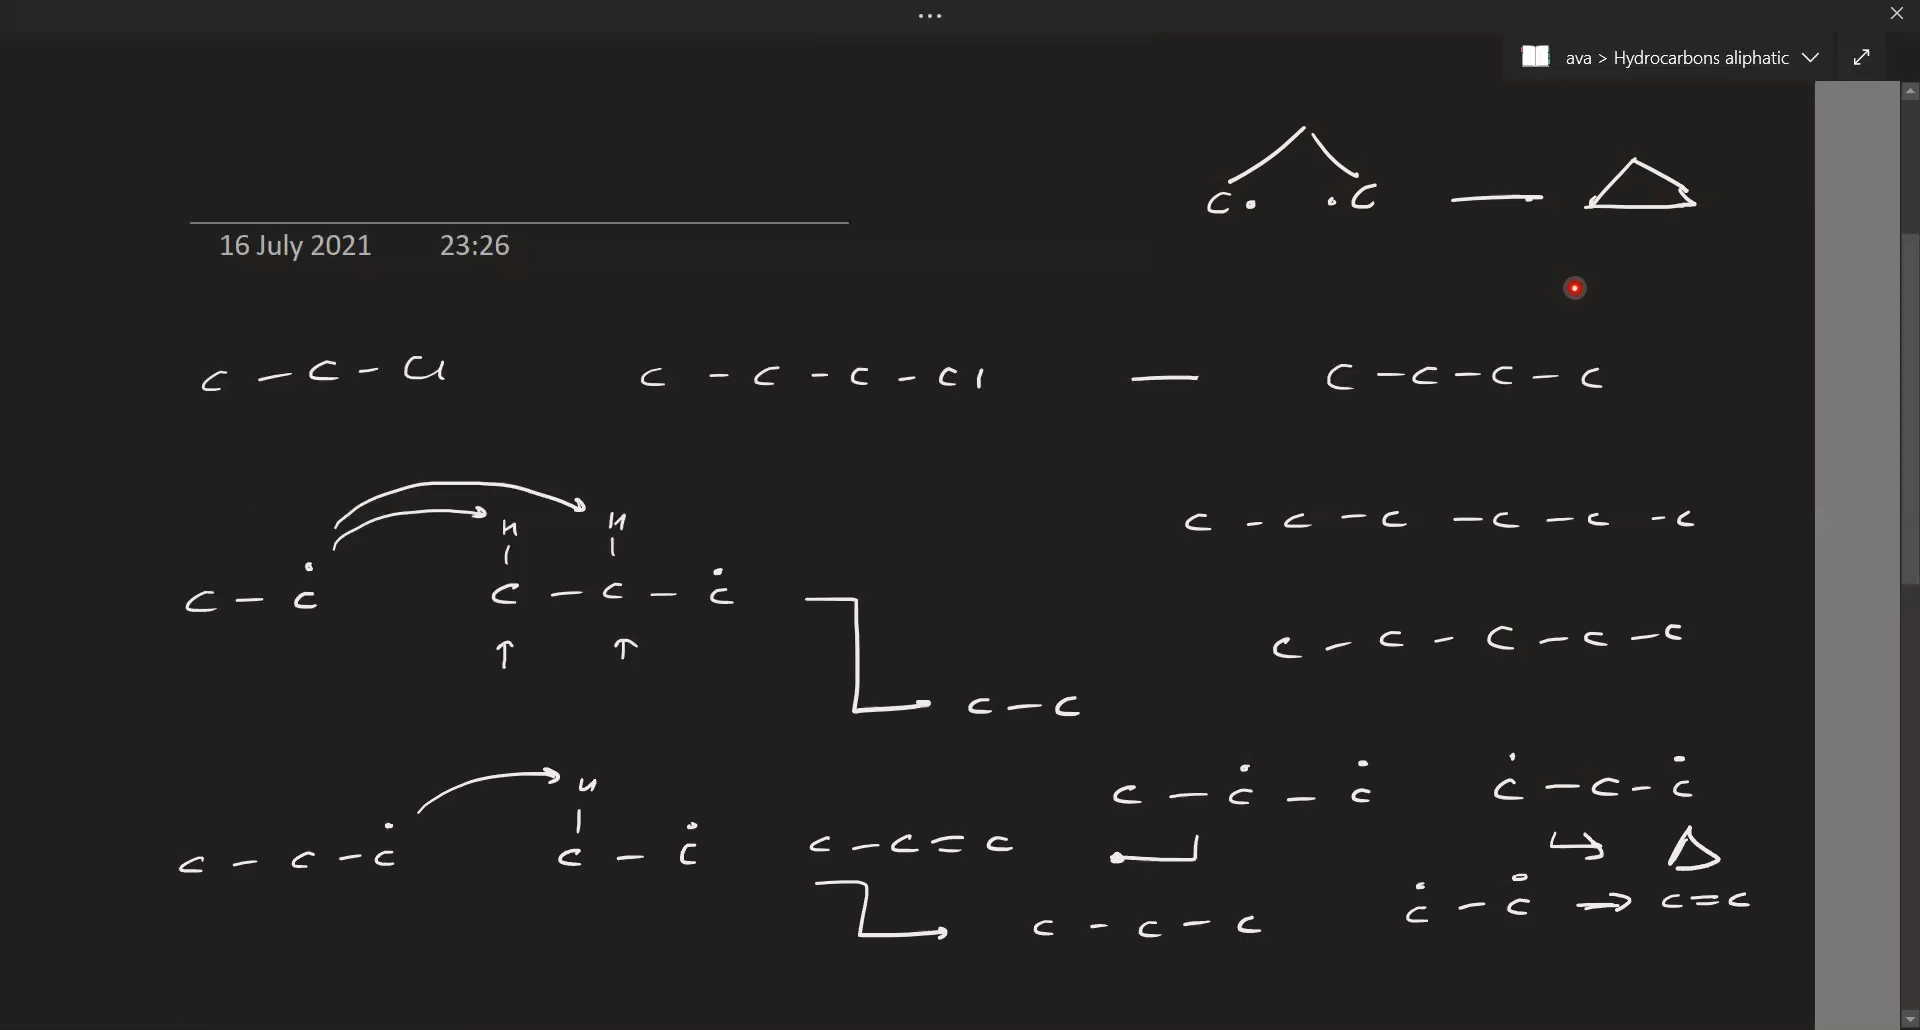 ava > Hydrocarbons aliphatic
C. .C — △
16 July 2021 23:26
C - C - Cl C - C - C - Cl — C - C - C - C
C - C - C - C - C - C
H H
C - Ċ C - C - Ċ
↑ ↑
C - C - C - C - C
C - C
H
C - C - Ċ C - Ċ
C - C = C
C - Ċ - Ċ Ċ - C - Ċ
↳ △
Ċ - Ċ → C = C
C - C - C